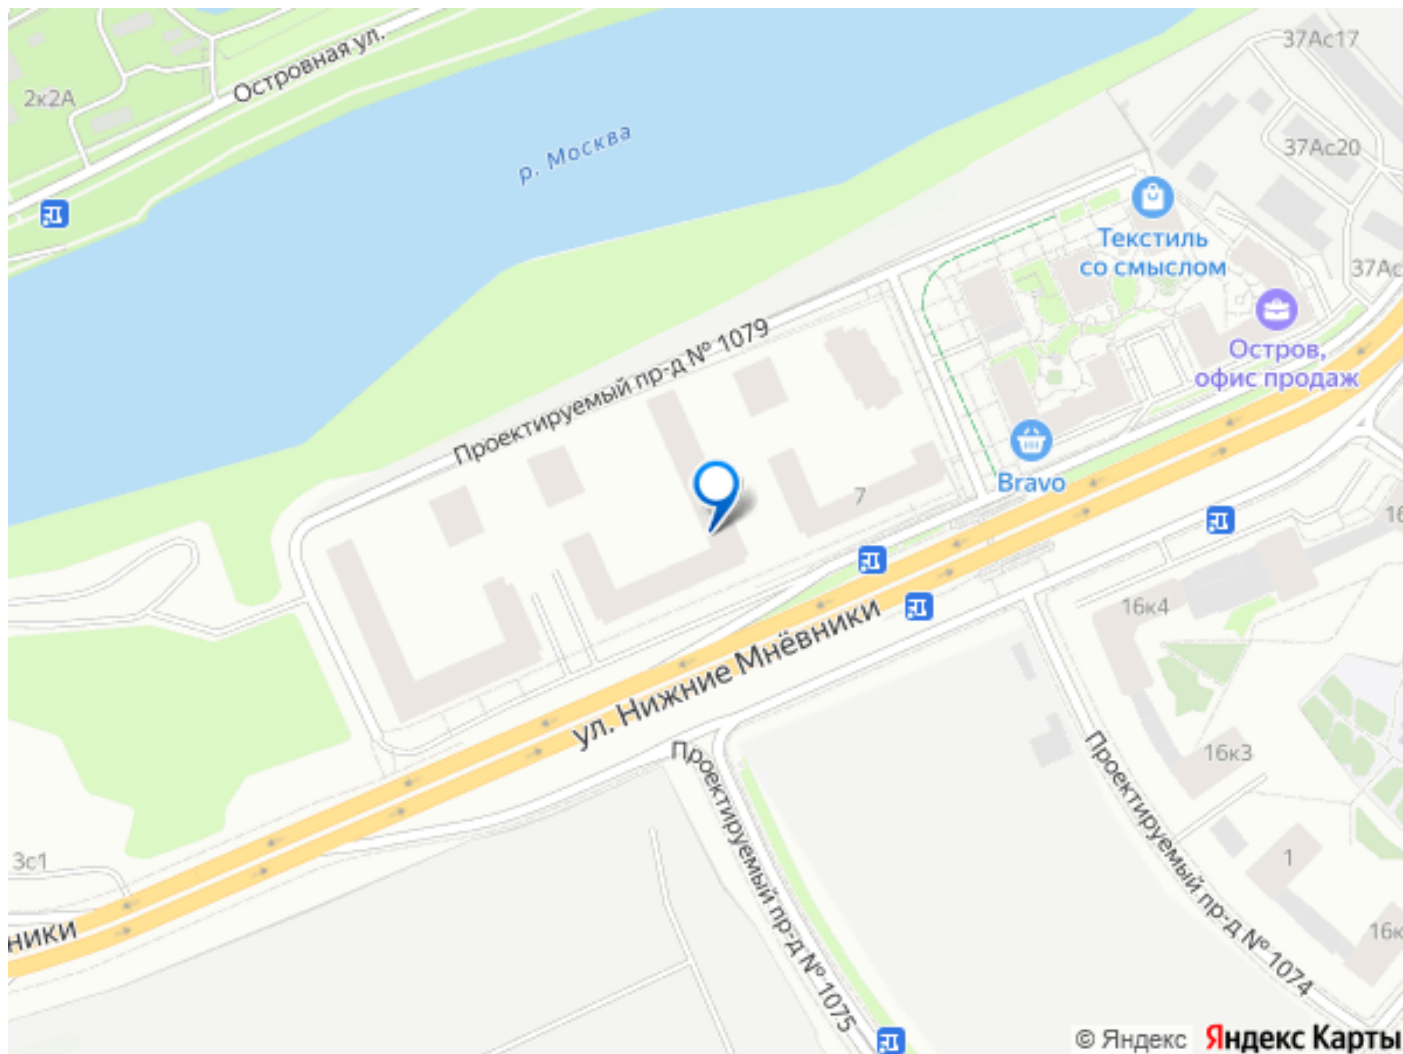 37Ас17
Островная ул.
2к2А
р. Москва
37Ас20
Текстиль
со смыслом
37Ас
Остров,
офис продаж
Проектируемый пр-д № 1079
Bravo
7
16
16к4
ул. Нижние Мнёвники
16к3
Проектируемый пр-д № 1075
Проектируемый пр-д № 1074
3с1
1
ники
16к
© Яндекс Яндекс Карты